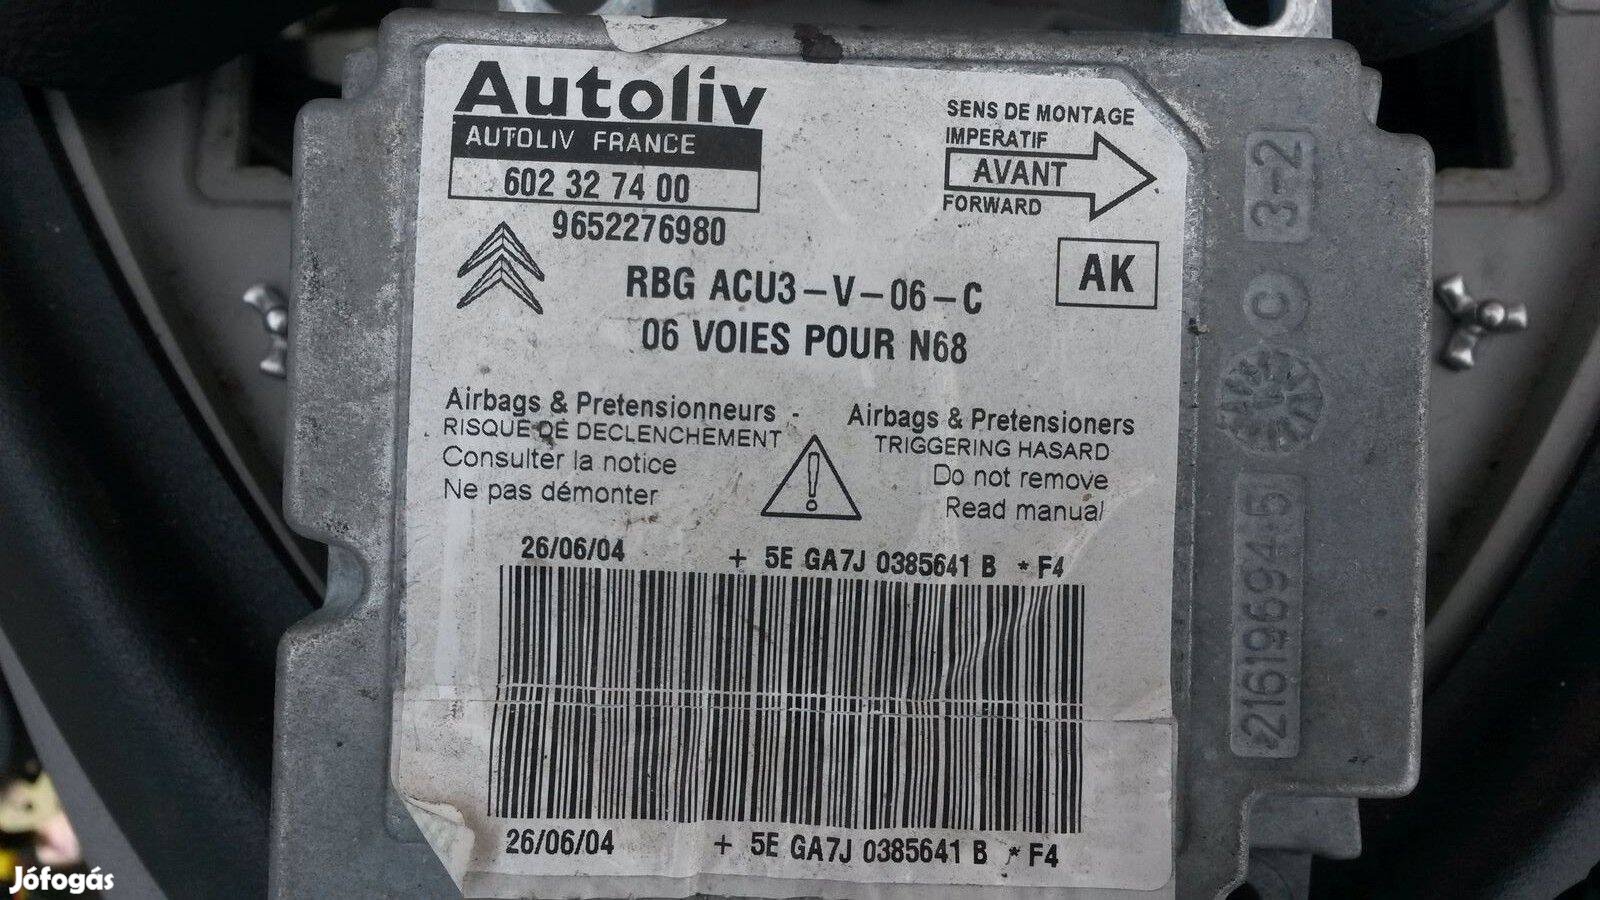 Autoliv
AUTOLIV FRANCE
602 32 74 00
9652276980
SENS DE MONTAGE
IMPERATIF
AVANT
FORWARD
AK
RBG ACU3-V-06-C
06 VOIES POUR N68
Airbags & Pretensionneurs -
RISQUE DE DECLENCHEMENT
Consulter la notice
Ne pas démonter
Airbags & Pretensioners
TRIGGERING HASARD
Do not remove
Read manual
!
26/06/04 + 5E GA7J 0385641 B * F4
26/06/04 + 5E GA7J 0385641 B * F4
3-2
C
216196945
Jófogás